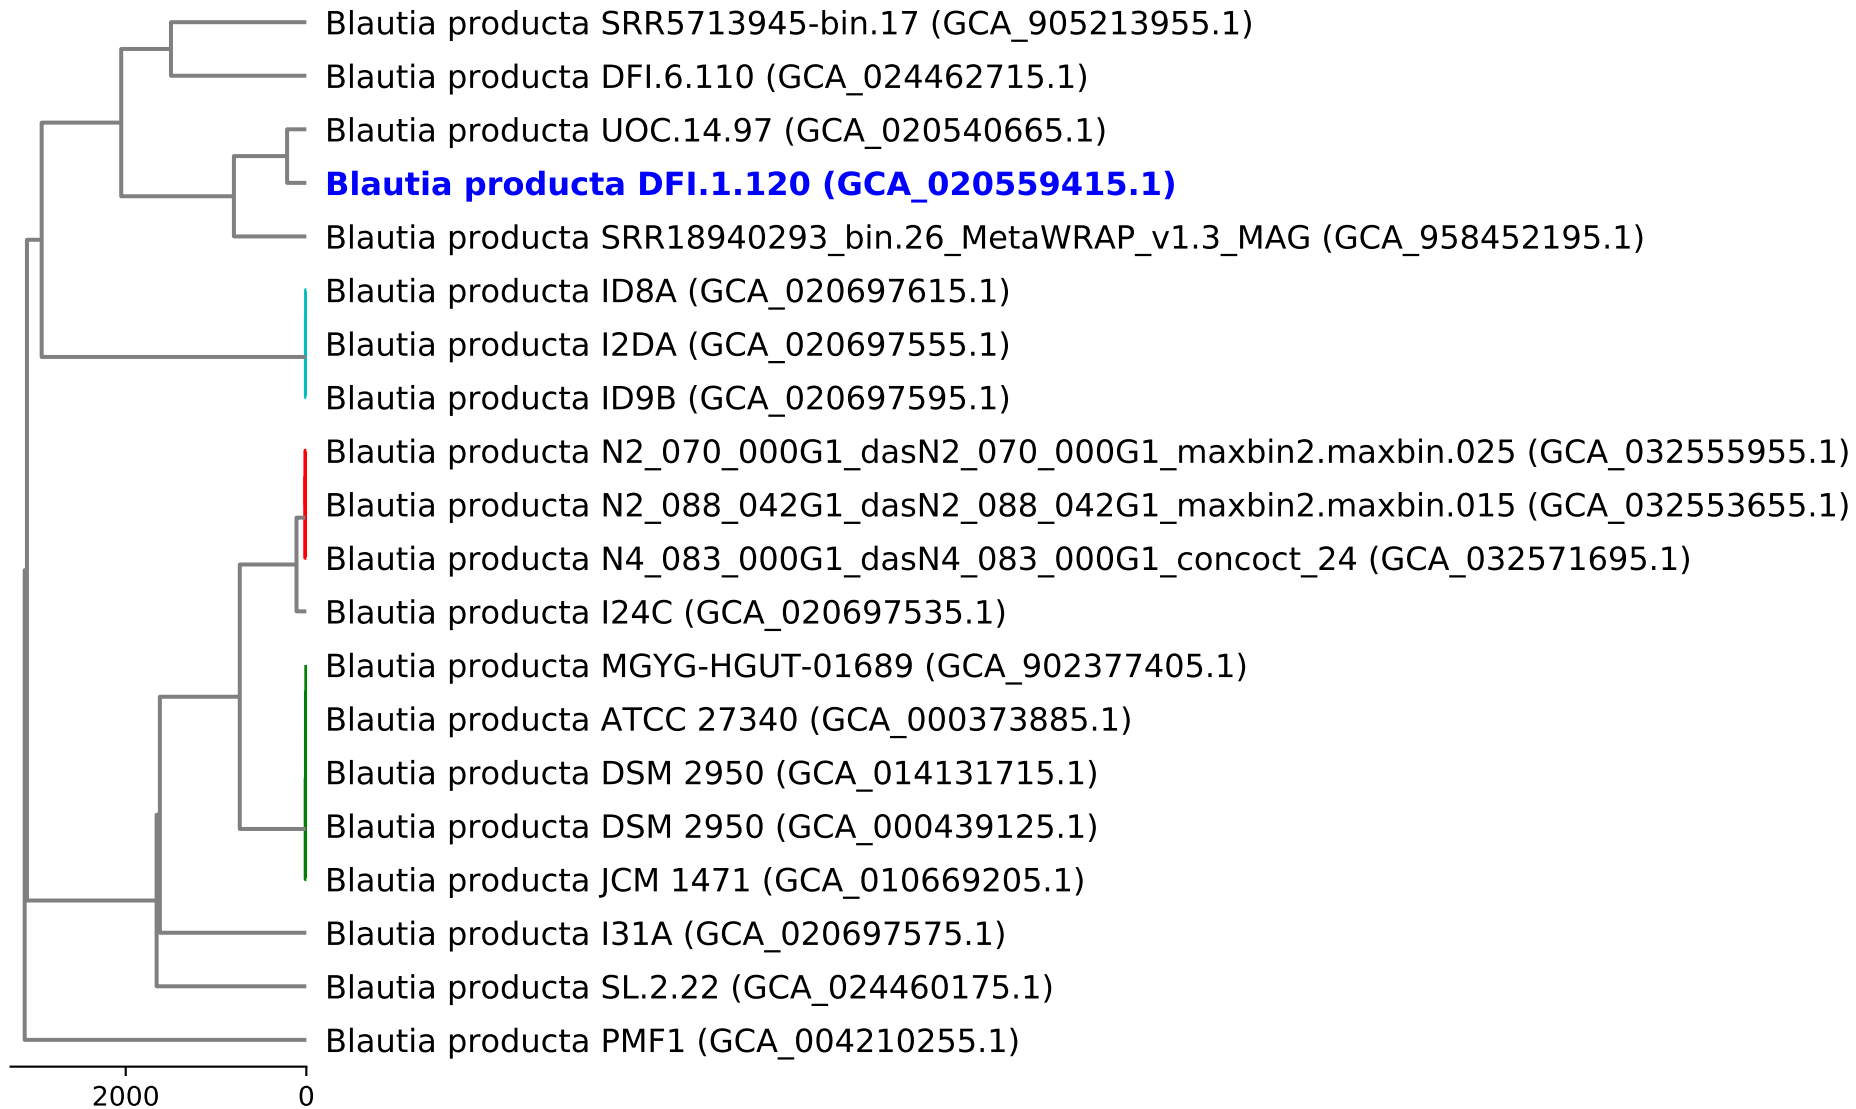 Blautia producta SRR5713945-bin.17 (GCA_905213955.1)
Blautia producta DFI.6.110 (GCA_024462715.1)
Blautia producta UOC.14.97 (GCA_020540665.1)
Blautia producta DFI.1.120 (GCA_020559415.1)
Blautia producta SRR18940293_bin.26_MetaWRAP_v1.3_MAG (GCA_958452195.1)
Blautia producta ID8A (GCA_020697615.1)
Blautia producta I2DA (GCA_020697555.1)
Blautia producta ID9B (GCA_020697595.1)
Blautia producta N2_070_000G1_dasN2_070_000G1_maxbin2.maxbin.025 (GCA_032555955.1)
Blautia producta N2_088_042G1_dasN2_088_042G1_maxbin2.maxbin.015 (GCA_032553655.1)
Blautia producta N4_083_000G1_dasN4_083_000G1_concoct_24 (GCA_032571695.1)
Blautia producta I24C (GCA_020697535.1)
Blautia producta MGYG-HGUT-01689 (GCA_902377405.1)
Blautia producta ATCC 27340 (GCA_000373885.1)
Blautia producta DSM 2950 (GCA_014131715.1)
Blautia producta DSM 2950 (GCA_000439125.1)
Blautia producta JCM 1471 (GCA_010669205.1)
Blautia producta I31A (GCA_020697575.1)
Blautia producta SL.2.22 (GCA_024460175.1)
Blautia producta PMF1 (GCA_004210255.1)
2000 0